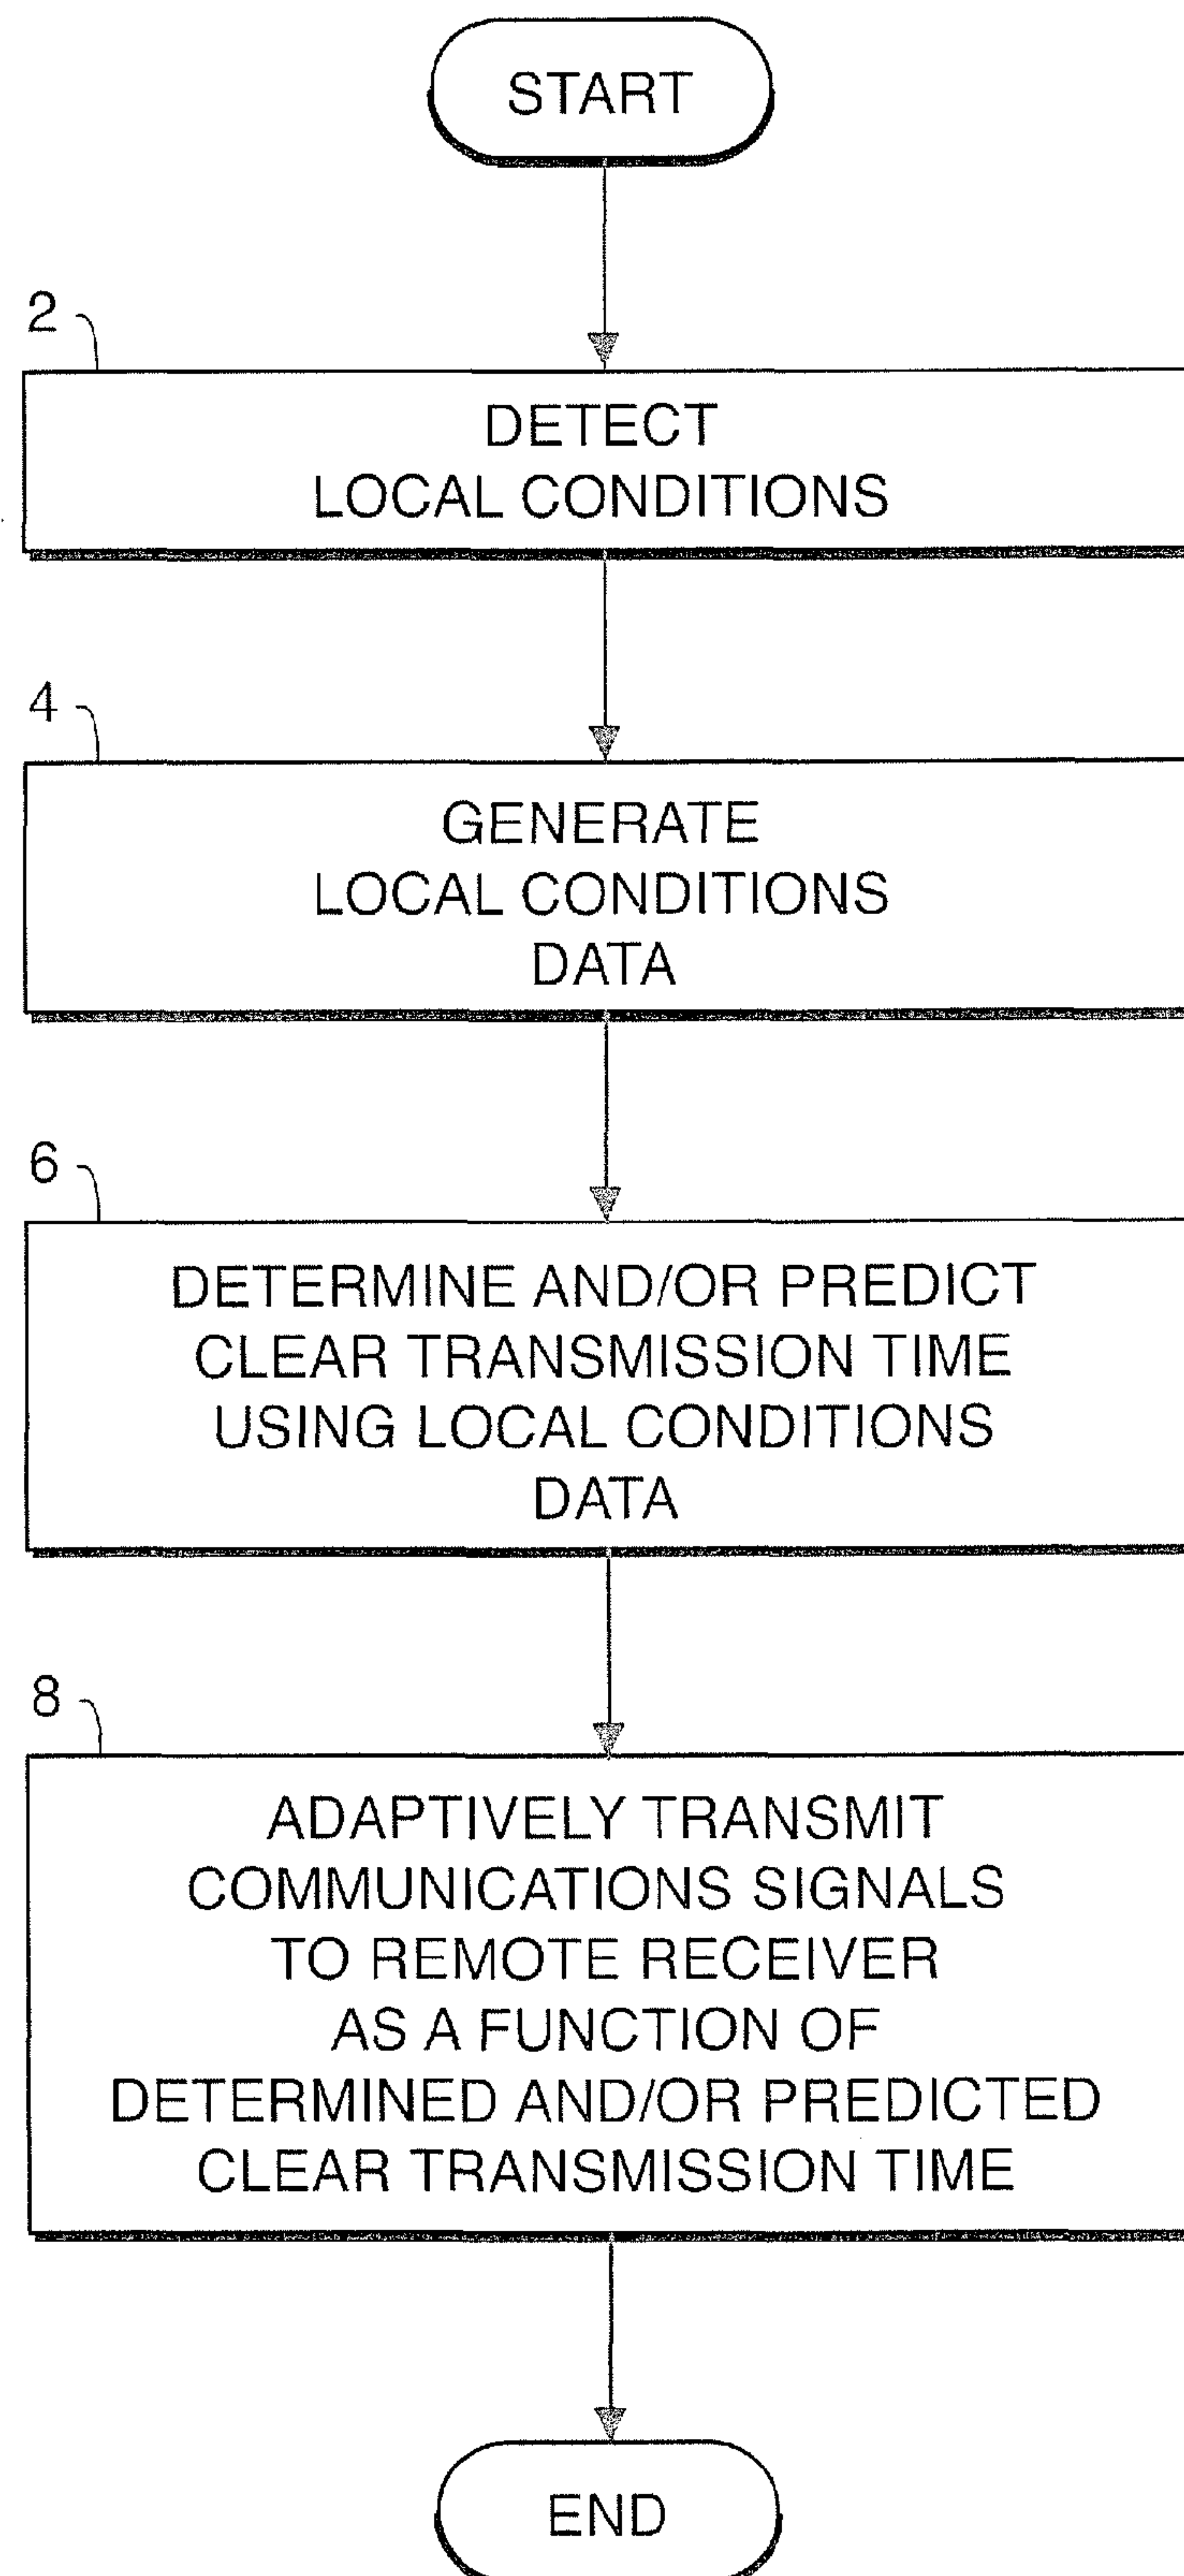 START
2
DETECT
LOCAL CONDITIONS
4
GENERATE
LOCAL CONDITIONS
DATA
6
DETERMINE AND/OR PREDICT
CLEAR TRANSMISSION TIME
USING LOCAL CONDITIONS
DATA
8
ADAPTIVELY TRANSMIT
COMMUNICATIONS SIGNALS
TO REMOTE RECEIVER
AS A FUNCTION OF
DETERMINED AND/OR PREDICTED
CLEAR TRANSMISSION TIME
END